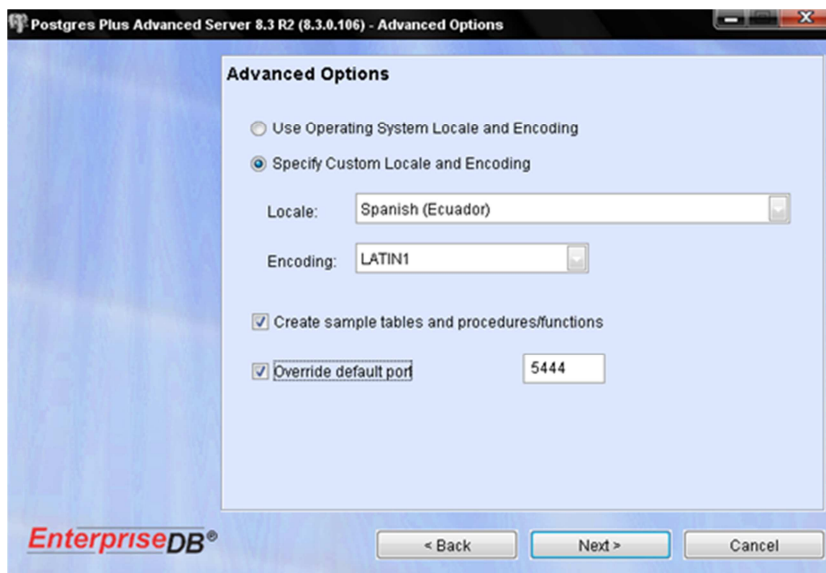 Postgres Plus Advanced Server 8.3 R2 (8.3.0.106) - Advanced Options
Advanced Options
Use Operating System Locale and Encoding
Specify Custom Locale and Encoding
Locale: Spanish (Ecuador)
Encoding: LATIN1
Create sample tables and procedures/functions
Override default port 5444
EnterpriseDB®
< Back Next > Cancel